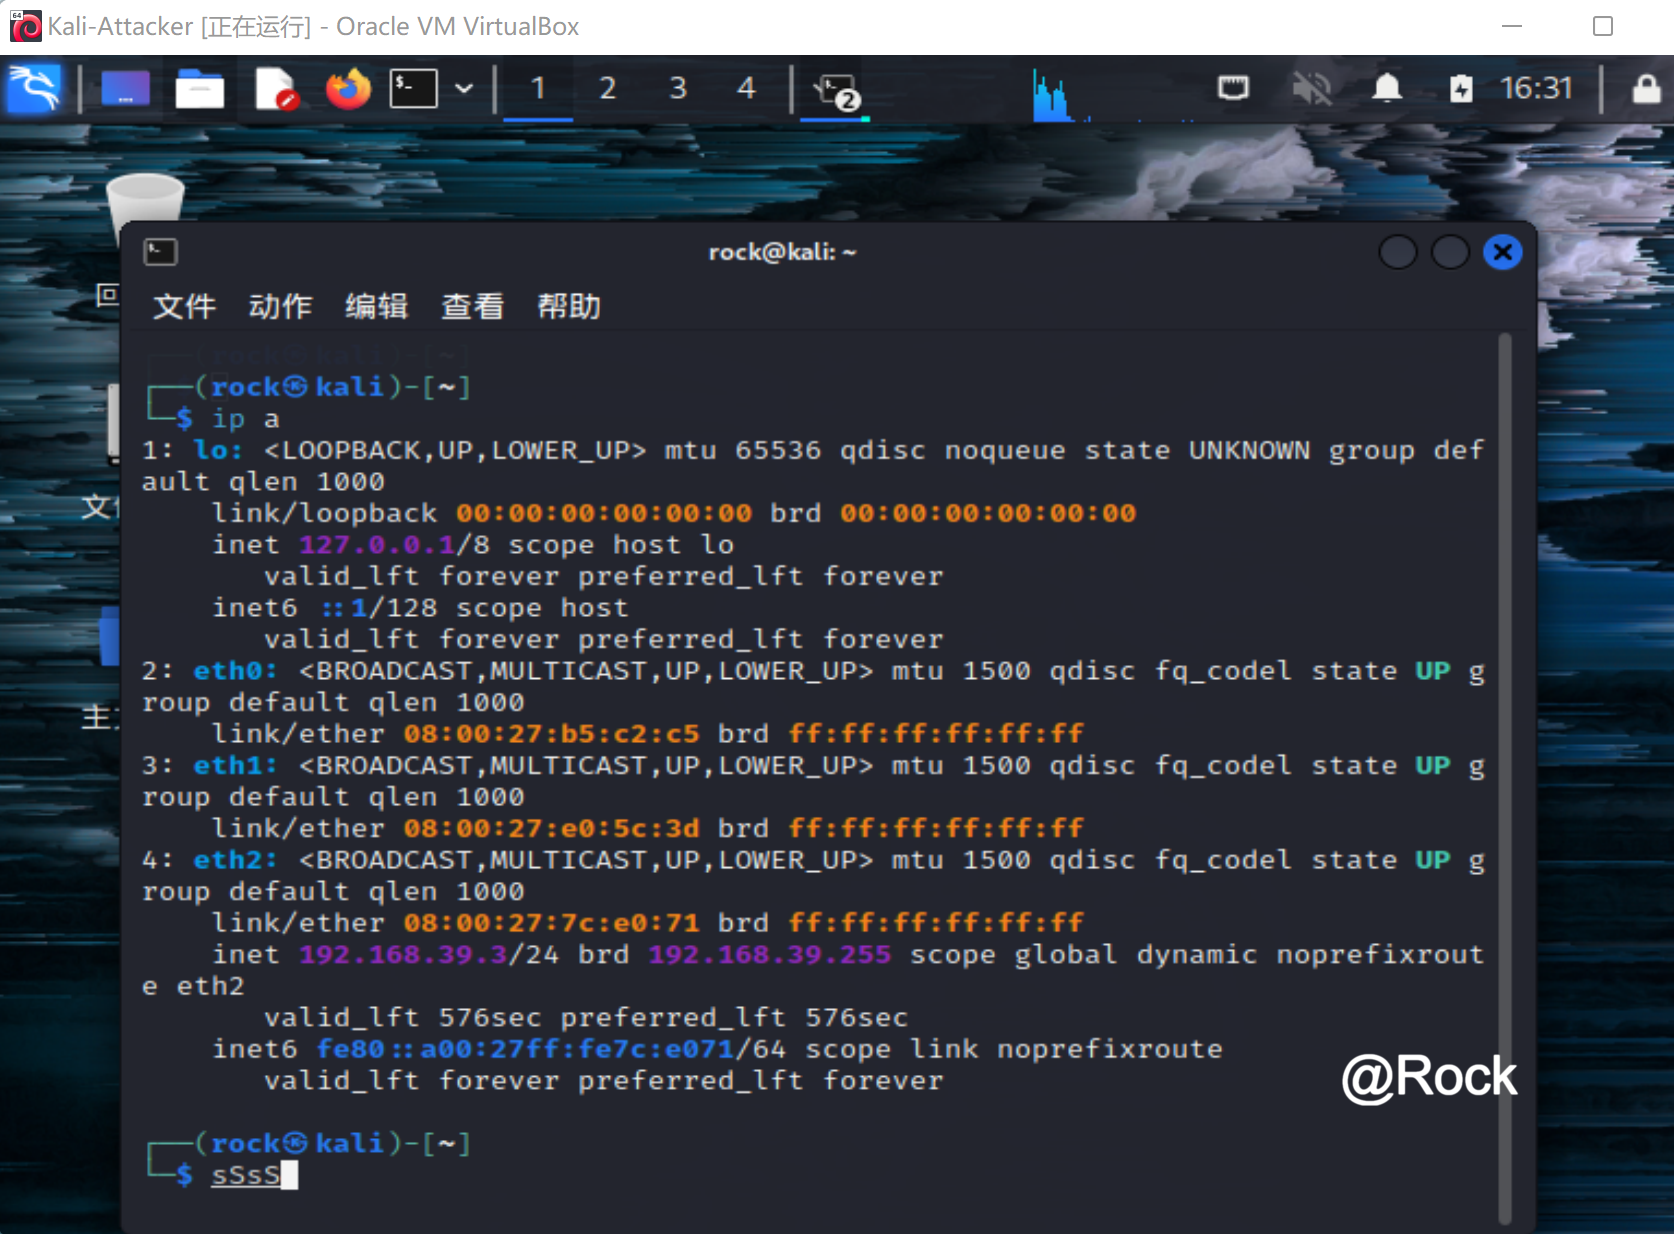 64
Kali-Attacker [正在运行] - Oracle VM VirtualBox
1 2 3 4 2 16:31
rock@kali: ~
文件 动作 编辑 查看 帮助
┌──(rock㉿kali)-[~]
└─$ ip a
1: lo: <LOOPBACK,UP,LOWER_UP> mtu 65536 qdisc noqueue state UNKNOWN group def
ault qlen 1000
link/loopback 00:00:00:00:00:00 brd 00:00:00:00:00:00
inet 127.0.0.1/8 scope host lo
valid_lft forever preferred_lft forever
inet6 ::1/128 scope host
valid_lft forever preferred_lft forever
2: eth0: <BROADCAST,MULTICAST,UP,LOWER_UP> mtu 1500 qdisc fq_codel state UP g
roup default qlen 1000
link/ether 08:00:27:b5:c2:c5 brd ff:ff:ff:ff:ff:ff
3: eth1: <BROADCAST,MULTICAST,UP,LOWER_UP> mtu 1500 qdisc fq_codel state UP g
roup default qlen 1000
link/ether 08:00:27:e0:5c:3d brd ff:ff:ff:ff:ff:ff
4: eth2: <BROADCAST,MULTICAST,UP,LOWER_UP> mtu 1500 qdisc fq_codel state UP g
roup default qlen 1000
link/ether 08:00:27:7c:e0:71 brd ff:ff:ff:ff:ff:ff
inet 192.168.39.3/24 brd 192.168.39.255 scope global dynamic noprefixrout
e eth2
valid_lft 576sec preferred_lft 576sec
inet6 fe80::a00:27ff:fe7c:e071/64 scope link noprefixroute
valid_lft forever preferred_lft forever
@Rock
┌──(rock㉿kali)-[~]
└─$ sSsS